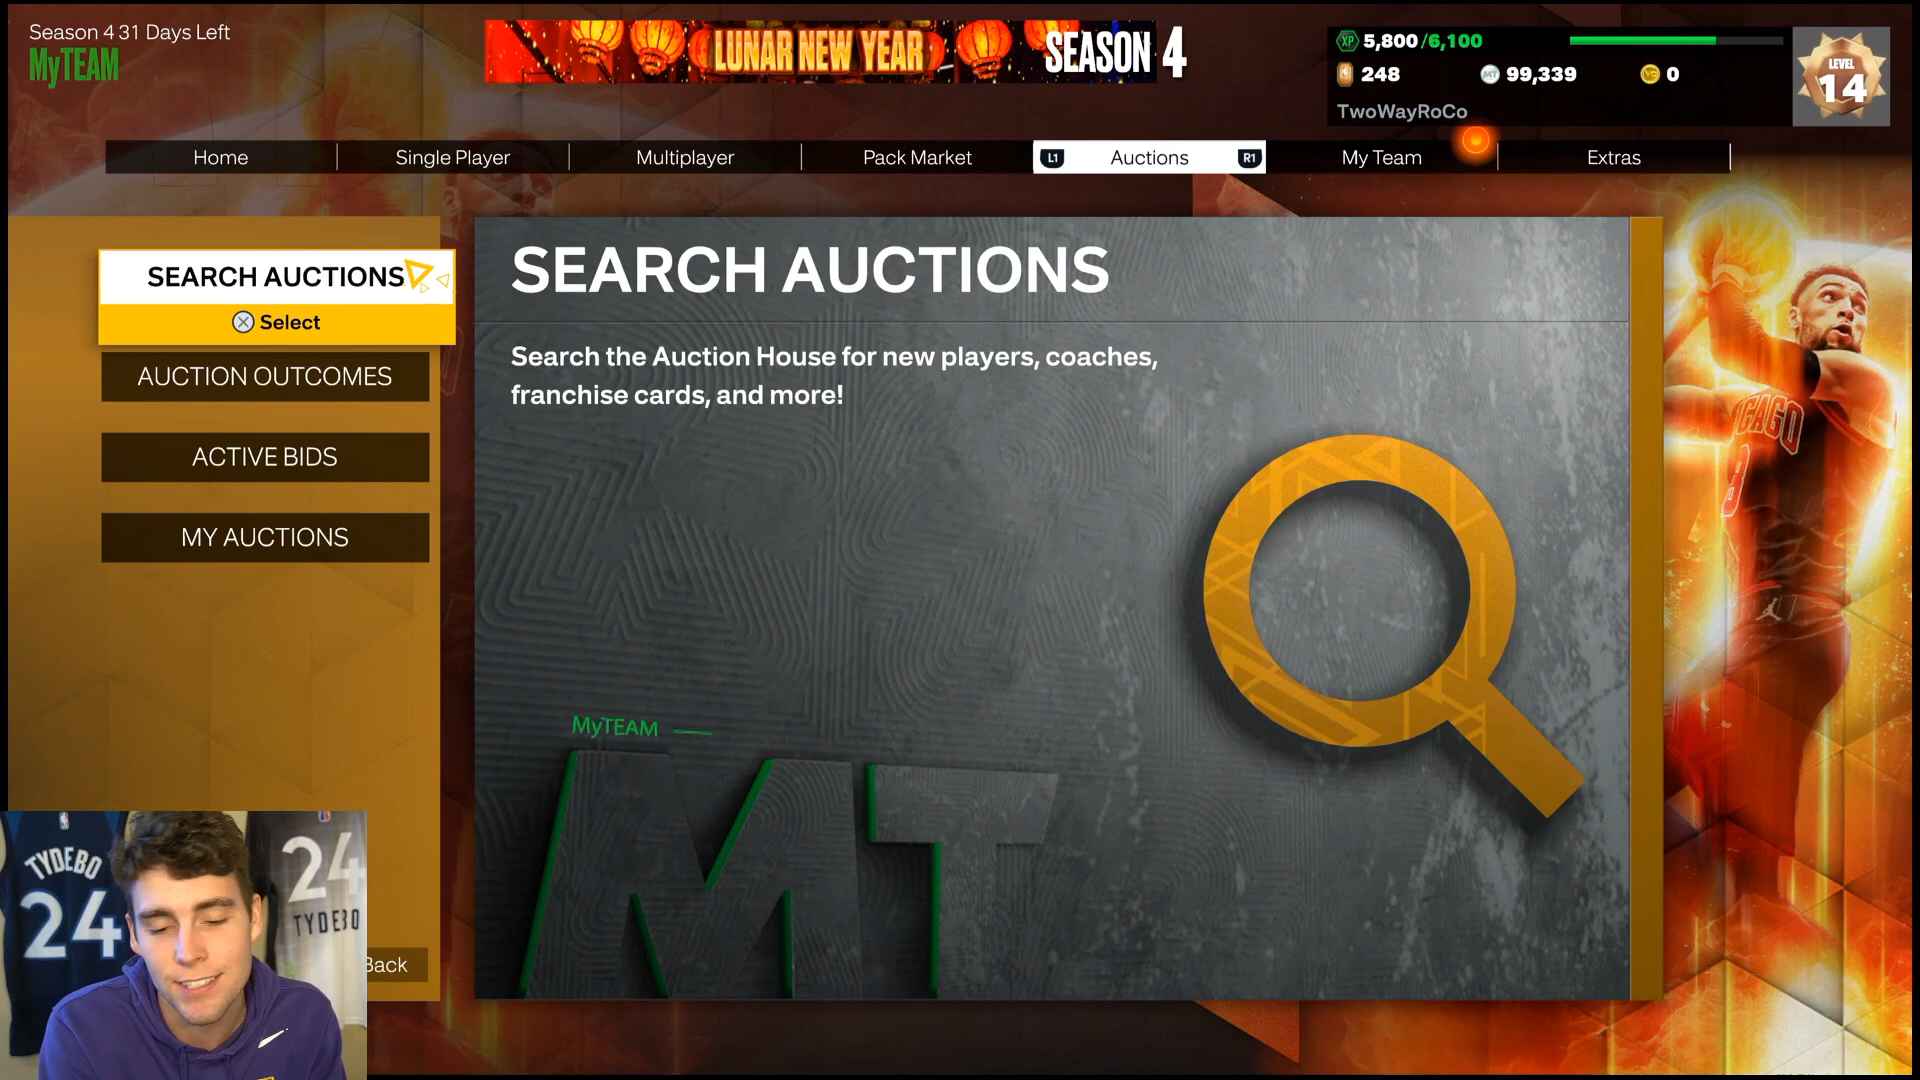 Season 4 31 Days Left
MyTEAM
LUNAR NEW YEAR
SEASON 4
XP 5,800/6,100
248
MT 99,339
VC 0
TwoWayRoCo
LEVEL
14
Home
Single Player
Multiplayer
Pack Market
L1 Auctions R1
My Team
Extras
SEARCH AUCTIONS
Select
AUCTION OUTCOMES
ACTIVE BIDS
MY AUCTIONS
Back
SEARCH AUCTIONS
Search the Auction House for new players, coaches,
franchise cards, and more!
MyTEAM
MT
TYDEBO
24
24
TYDEBO